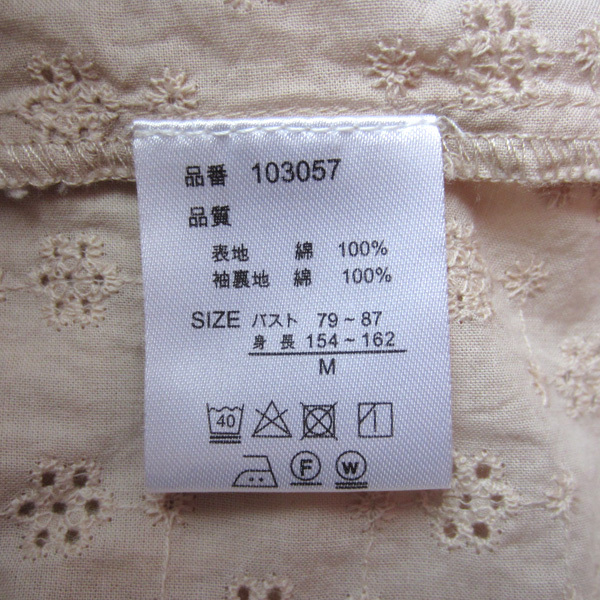 品番 103057
品質
表地 綿 100%
袖裏地 綿 100%
SIZE バスト 79~87
身長 154~162
M
40
F W